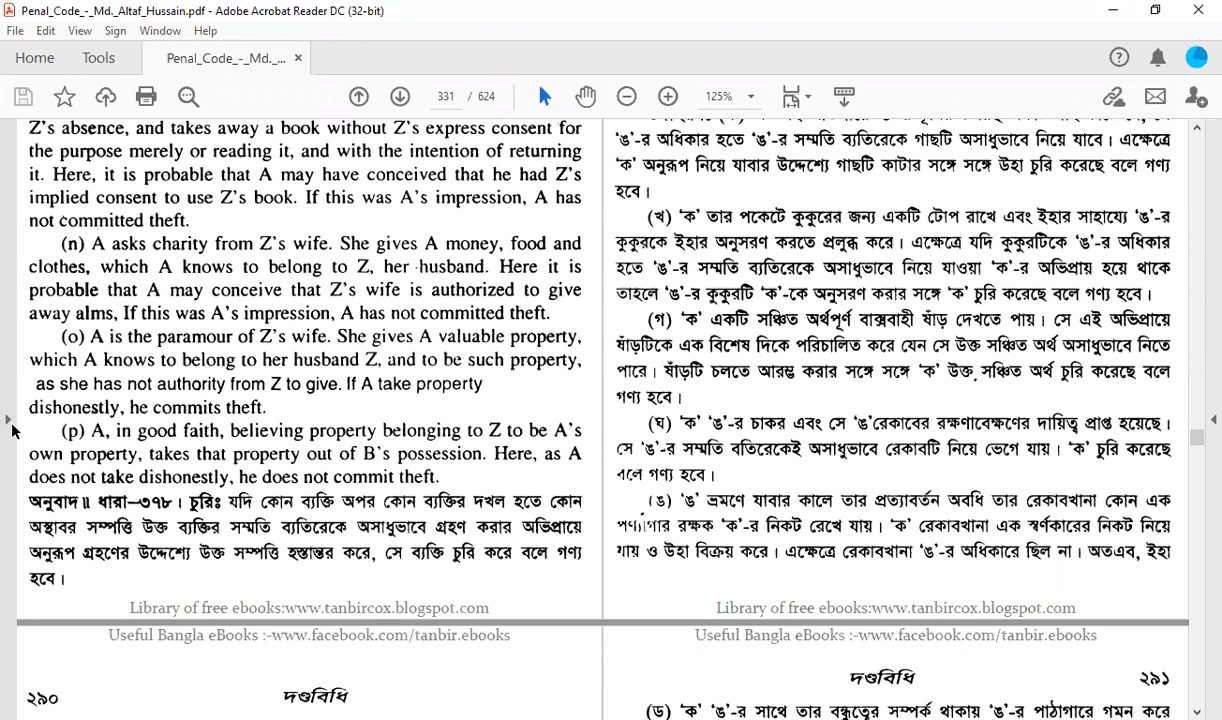 Penal_Code_-_Md._Altaf_Hussain.pdf - Adobe Acrobat Reader DC (32-bit)
File Edit View Sign Window Help
Home Tools Penal_Code_-_Md._... ×
331 / 624 125%
Z's absence, and takes away a book without Z's express consent for
the purpose merely or reading it, and with the intention of returning
it. Here, it is probable that A may have conceived that he had Z's
implied consent to use Z's book. If this was A's impression, A has
not committed theft.
(n) A asks charity from Z's wife. She gives A money, food and
clothes, which A knows to belong to Z, her husband. Here it is
probable that A may conceive that Z's wife is authorized to give
away alms, If this was A's impression, A has not committed theft.
(o) A is the paramour of Z's wife. She gives A valuable property,
which A knows to belong to her husband Z, and to be such property,
as she has not authority from Z to give. If A take property
dishonestly, he commits theft.
(p) A, in good faith, believing property belonging to Z to be A's
own property, takes that property out of B's possession. Here, as A
does not take dishonestly, he does not commit theft.
অনুবাদ॥ ধারা-৩৭৮। চুরিঃ যদি কোন ব্যক্তি অপর কোন ব্যক্তির দখল হতে কোন
অস্থাবর সম্পত্তি উক্ত ব্যক্তির সম্মতি ব্যতিরেকে অসাধুভাবে গ্রহণ করার অভিপ্রায়ে
অনুরূপ গ্রহণের উদ্দেশ্যে উক্ত সম্পত্তি হস্তান্তর করে, সে ব্যক্তি চুরি করে বলে গণ্য
হবে।
Library of free ebooks:www.tanbircox.blogspot.com
Useful Bangla eBooks :-www.facebook.com/tanbir.ebooks
২৯০ দণ্ডবিধি
'ঙ'-র অধিকার হতে 'ঙ'-র সম্মতি ব্যতিরেকে গাছটি অসাধুভাবে নিয়ে যাবে। এক্ষেত্রে
'ক' অনুরূপ নিয়ে যাবার উদ্দেশ্যে গাছটি কাটার সঙ্গে সঙ্গে উহা চুরি করেছে বলে গণ্য
হবে।
(খ) 'ক' তার পকেটে কুকুরের জন্য একটি টোপ রাখে এবং ইহার সাহায্যে 'ঙ'-র
কুকুরকে ইহার অনুসরণ করতে প্রলুব্ধ করে। এক্ষেত্রে যদি কুকুরটিকে 'ঙ'-র অধিকার
হতে 'ঙ'-র সম্মতি ব্যতিরেকে অসাধুভাবে নিয়ে যাওয়া 'ক'-র অভিপ্রায় হয়ে থাকে
তাহলে 'ঙ'-র কুকুরটি 'ক'-কে অনুসরণ করার সঙ্গে 'ক' চুরি করেছে বলে গণ্য হবে।
(গ) 'ক' একটি সঞ্চিত অর্থপূর্ণ বাক্সবাহী ষাঁড় দেখতে পায়। সে এই অভিপ্রায়ে
ষাঁড়টিকে এক বিশেষ দিকে পরিচালিত করে যেন সে উক্ত সঞ্চিত অর্থ অসাধুভাবে নিতে
পারে। ষাঁড়টি চলতে আরম্ভ করার সঙ্গে সঙ্গে 'ক' উক্ত সঞ্চিত অর্থ চুরি করেছে বলে
গণ্য হবে।
(ঘ) 'ক' 'ঙ'-র চাকর এবং সে 'ঙ'রেকাবের রক্ষণাবেক্ষণের দায়িত্ব প্রাপ্ত হয়েছে।
সে 'ঙ'-র সম্মতি বতিরেকেই অসাধুভাবে রেকাবটি নিয়ে ভেগে যায়। 'ক' চুরি করেছে
বলে গণ্য হবে।
(ঙ) 'ঙ' ভ্রমণে যাবার কালে তার প্রত্যাবর্তন অবধি তার রেকাবখানা কোন এক
পণ্যাগার রক্ষক 'ক'-র নিকট রেখে যায়। 'ক' রেকাবখানা এক স্বর্ণকারের নিকট নিয়ে
যায় ও উহা বিক্রয় করে। এক্ষেত্রে রেকাবখানা 'ঙ'-র অধিকারে ছিল না। অতএব, ইহা
Library of free ebooks:www.tanbircox.blogspot.com
Useful Bangla eBooks :-www.facebook.com/tanbir.ebooks
দণ্ডবিধি ২৯১
(ড) 'ক' 'ঙ'-র সাথে তার বন্ধুত্বের সম্পর্ক থাকায় 'ঙ'-র পাঠাগারে গমন করে